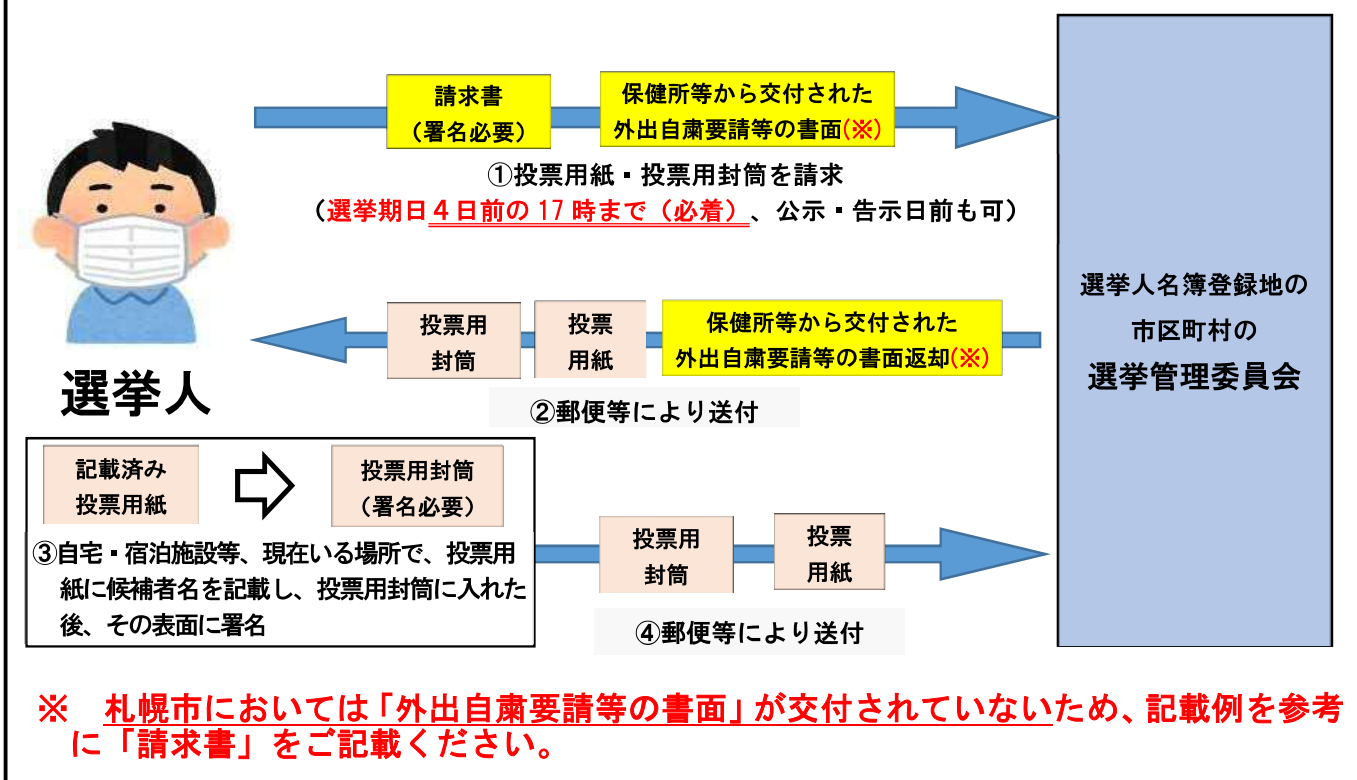 請求書
（署名必要）
保健所等から交付された
外出自粛要請等の書面(※)
①投票用紙・投票用封筒を請求
（選挙期日４日前の 17 時まで（必着）、公示・告示日前も可）
投票用
封筒
投票
用紙
保健所等から交付された
外出自粛要請等の書面返却(※)
②郵便等により送付
選挙人
選挙人名簿登録地の
市区町村の
選挙管理委員会
記載済み
投票用紙
投票用封筒
（署名必要）
③自宅・宿泊施設等、現在いる場所で、投票用
紙に候補者名を記載し、投票用封筒に入れた
後、その表面に署名
投票用
封筒
投票
用紙
④郵便等により送付
※　札幌市においては「外出自粛要請等の書面」が交付されていないため、記載例を参考
に「請求書」をご記載ください。